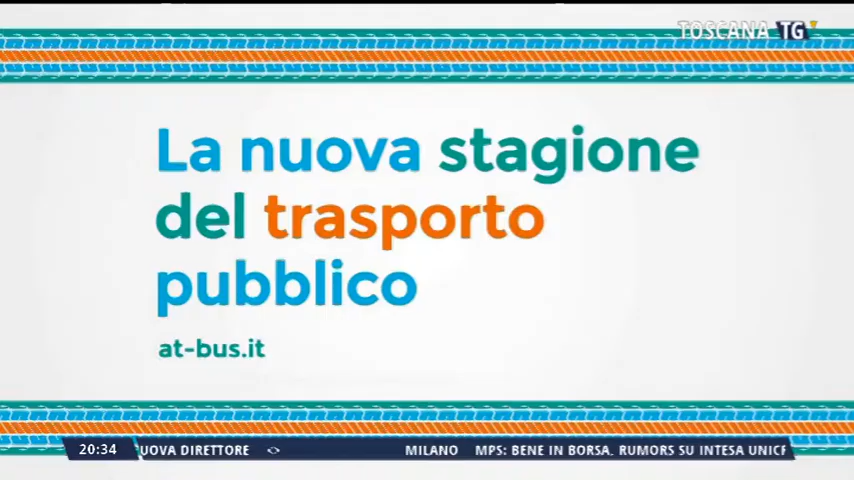 TOSCANA TG
La nuova stagione
del trasporto
pubblico
at-bus.it
20:34 UOVA DIRETTORE MILANO MPS: BENE IN BORSA. RUMORS SU INTESA UNICR